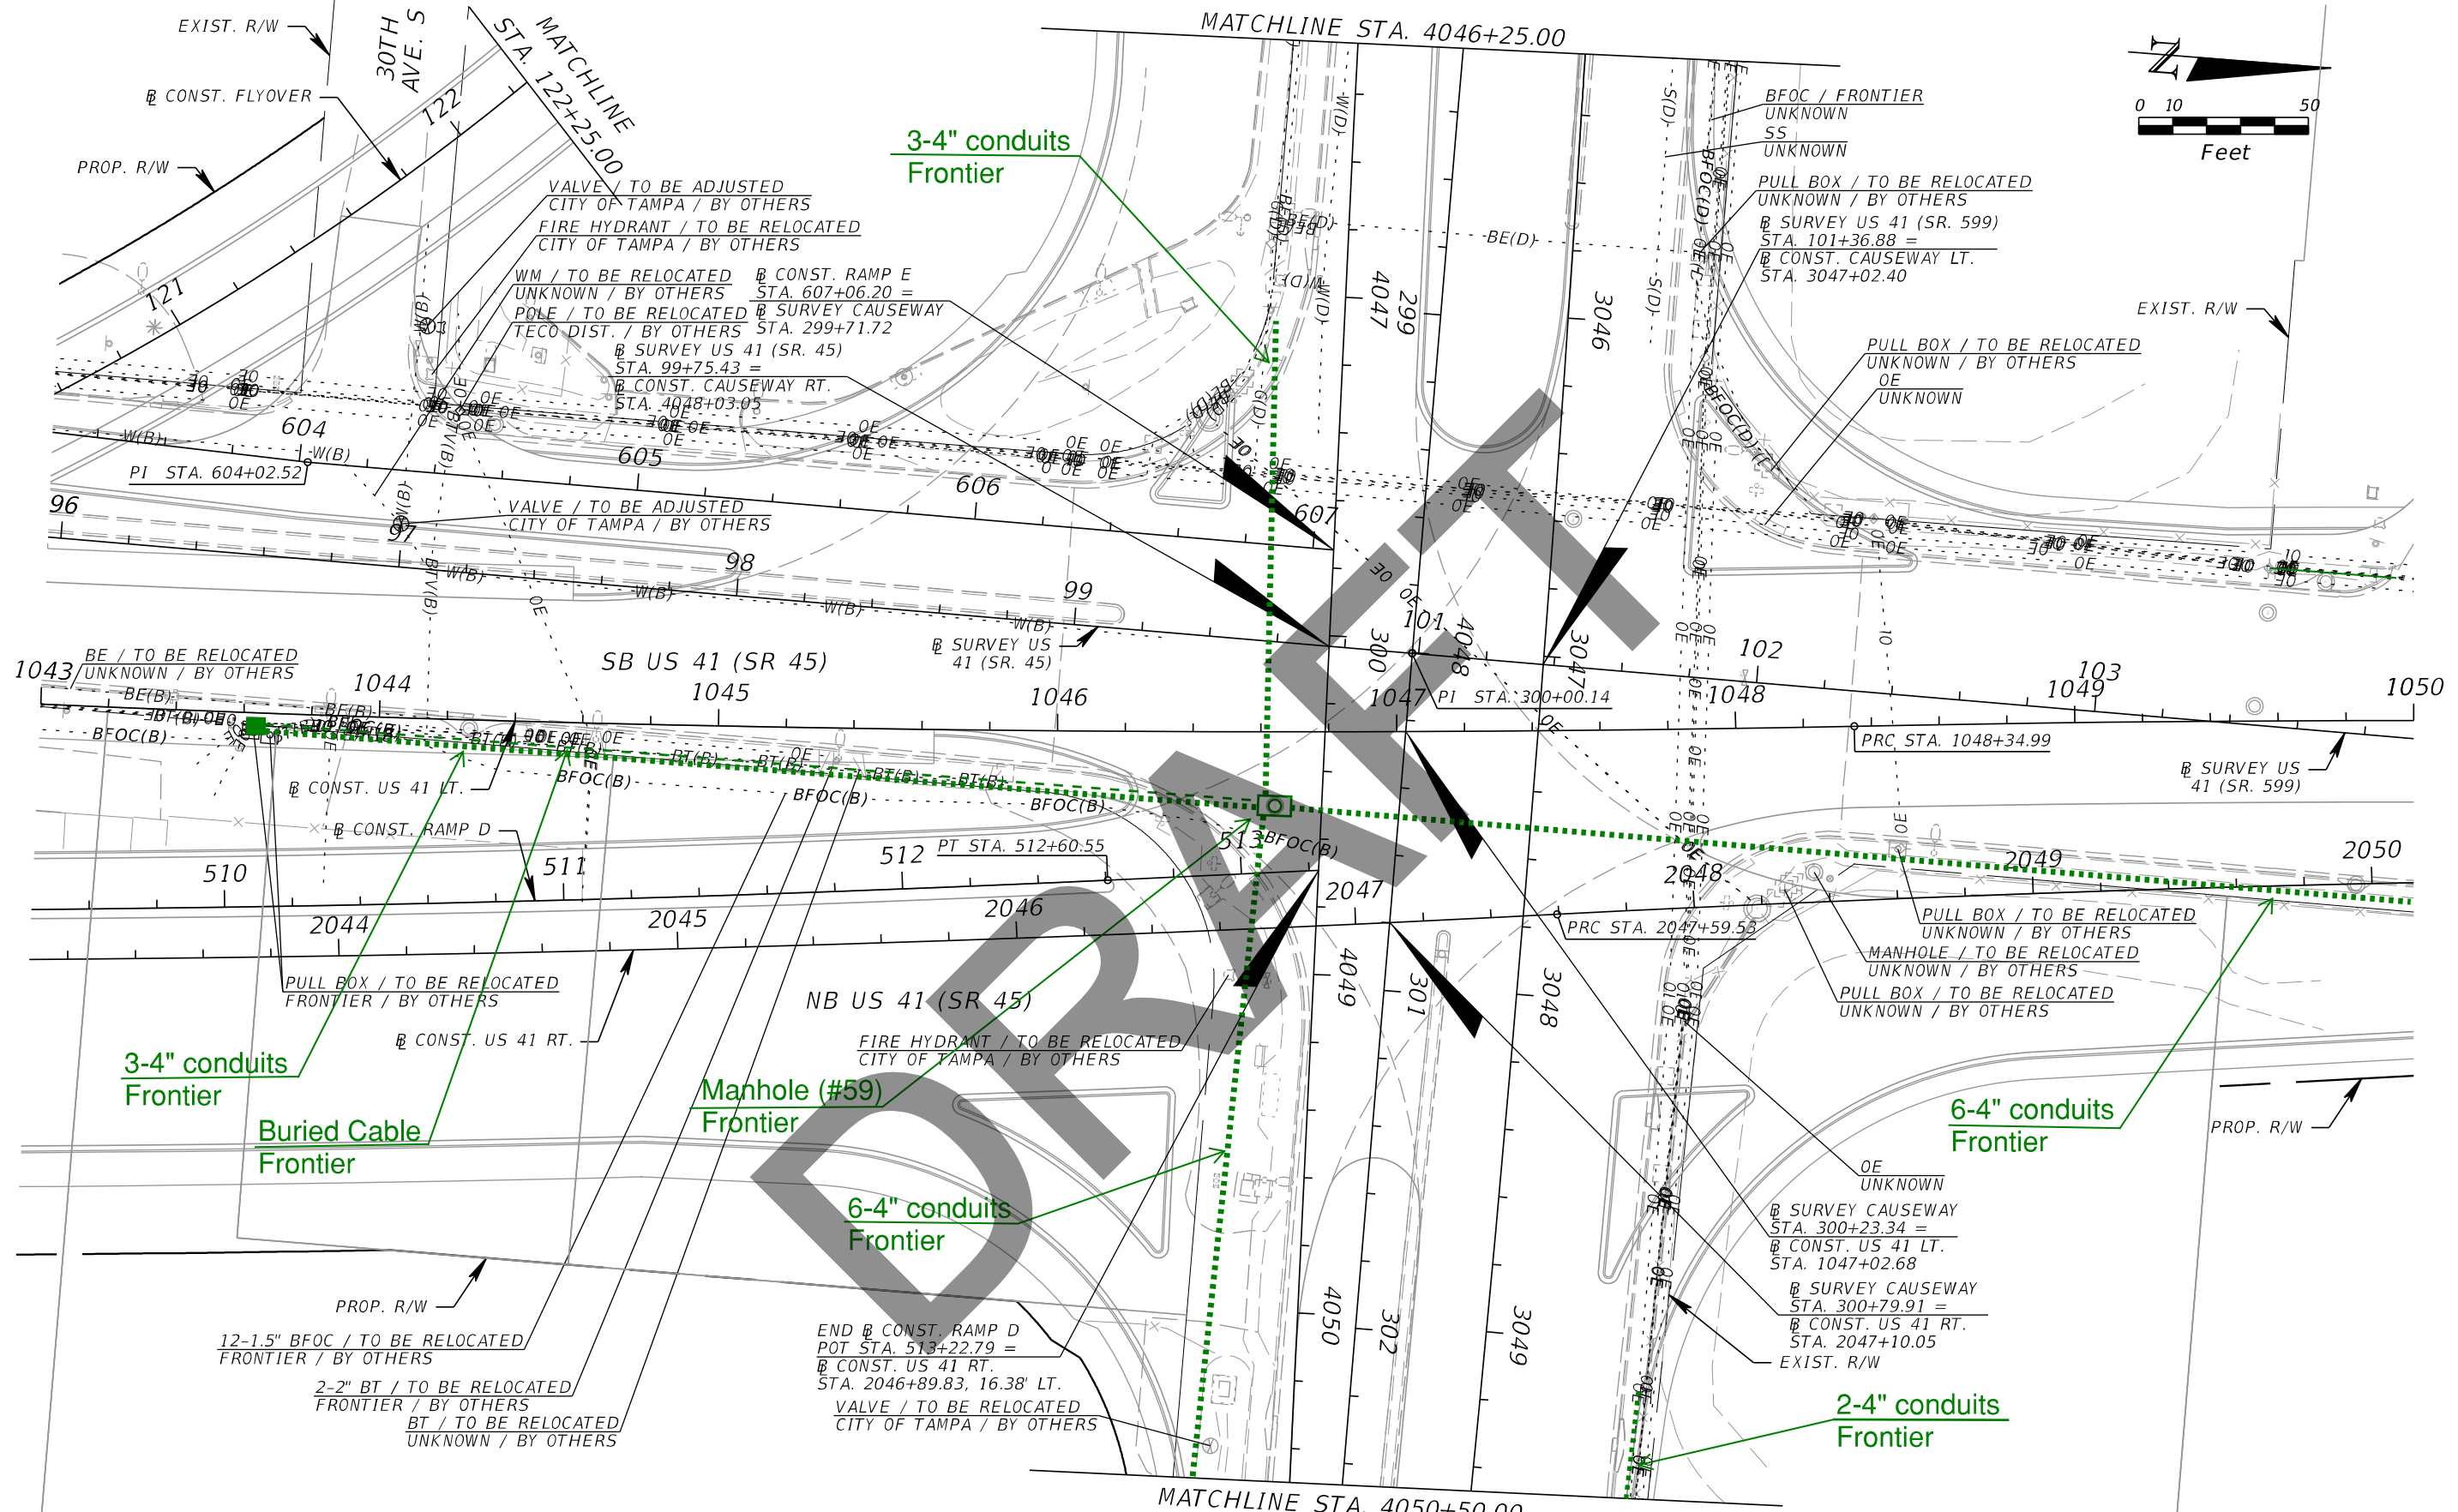 MATCHLINE STA. 4046+25.00
EXIST. R/W
30TH
AVE. S
MATCHLINE
STA. 122+25.00
N
0 10 50
Feet
℄ CONST. FLYOVER
PROP. R/W
122
121
3-4" conduits
Frontier
BFOC / FRONTIER
UNKNOWN
SS
UNKNOWN
PULL BOX / TO BE RELOCATED
UNKNOWN / BY OTHERS
℄ SURVEY US 41 (SR. 599)
STA. 101+36.88 =
℄ CONST. CAUSEWAY LT.
STA. 3047+02.40
EXIST. R/W
PULL BOX / TO BE RELOCATED
UNKNOWN / BY OTHERS
OE
UNKNOWN
VALVE / TO BE ADJUSTED
CITY OF TAMPA / BY OTHERS
FIRE HYDRANT / TO BE RELOCATED
CITY OF TAMPA / BY OTHERS
WM / TO BE RELOCATED
UNKNOWN / BY OTHERS
POLE / TO BE RELOCATED
TECO DIST. / BY OTHERS
℄ CONST. RAMP E
STA. 607+06.20 =
℄ SURVEY CAUSEWAY
STA. 299+71.72
℄ SURVEY US 41 (SR. 45)
STA. 99+75.43 =
℄ CONST. CAUSEWAY RT.
STA. 4048+03.05
BE(D)
W(D)
S(D)
BFOC(D)
G(D)
4047
299
3046
604
605
606
607
PI STA. 604+02.52
VALVE / TO BE ADJUSTED
CITY OF TAMPA / BY OTHERS
W(B)
BTV(B)
96
97
98
99
101
102
103
300
4048
3047
℄ SURVEY US
41 (SR. 45)
SB US 41 (SR 45)
BE / TO BE RELOCATED
UNKNOWN / BY OTHERS
1043
1044
1045
1046
1047
1048
1049
1050
PI STA. 300+00.14
PRC STA. 1048+34.99
℄ SURVEY US
41 (SR. 599)
BE(B)
BFOC(B)
BT(B)
℄ CONST. US 41 LT.
℄ CONST. RAMP D
510
511
512
513
PT STA. 512+60.55
2044
2045
2046
2047
2048
2049
2050
PRC STA. 2047+59.53
PULL BOX / TO BE RELOCATED
UNKNOWN / BY OTHERS
MANHOLE / TO BE RELOCATED
UNKNOWN / BY OTHERS
PULL BOX / TO BE RELOCATED
UNKNOWN / BY OTHERS
PULL BOX / TO BE RELOCATED
FRONTIER / BY OTHERS
NB US 41 (SR 45)
℄ CONST. US 41 RT.
FIRE HYDRANT / TO BE RELOCATED
CITY OF TAMPA / BY OTHERS
4049
301
3048
3-4" conduits
Frontier
Buried Cable
Frontier
Manhole (#59)
Frontier
6-4" conduits
Frontier
6-4" conduits
Frontier
PROP. R/W
OE
UNKNOWN
℄ SURVEY CAUSEWAY
STA. 300+23.34 =
℄ CONST. US 41 LT.
STA. 1047+02.68
℄ SURVEY CAUSEWAY
STA. 300+79.91 =
℄ CONST. US 41 RT.
STA. 2047+10.05
EXIST. R/W
4050
302
3049
PROP. R/W
12-1.5" BFOC / TO BE RELOCATED
FRONTIER / BY OTHERS
2-2" BT / TO BE RELOCATED
FRONTIER / BY OTHERS
BT / TO BE RELOCATED
UNKNOWN / BY OTHERS
END ℄ CONST. RAMP D
POT STA. 513+22.79 =
℄ CONST. US 41 RT.
STA. 2046+89.83, 16.38' LT.
VALVE / TO BE RELOCATED
CITY OF TAMPA / BY OTHERS
2-4" conduits
Frontier
MATCHLINE STA. 4050+50.00
DRAFT